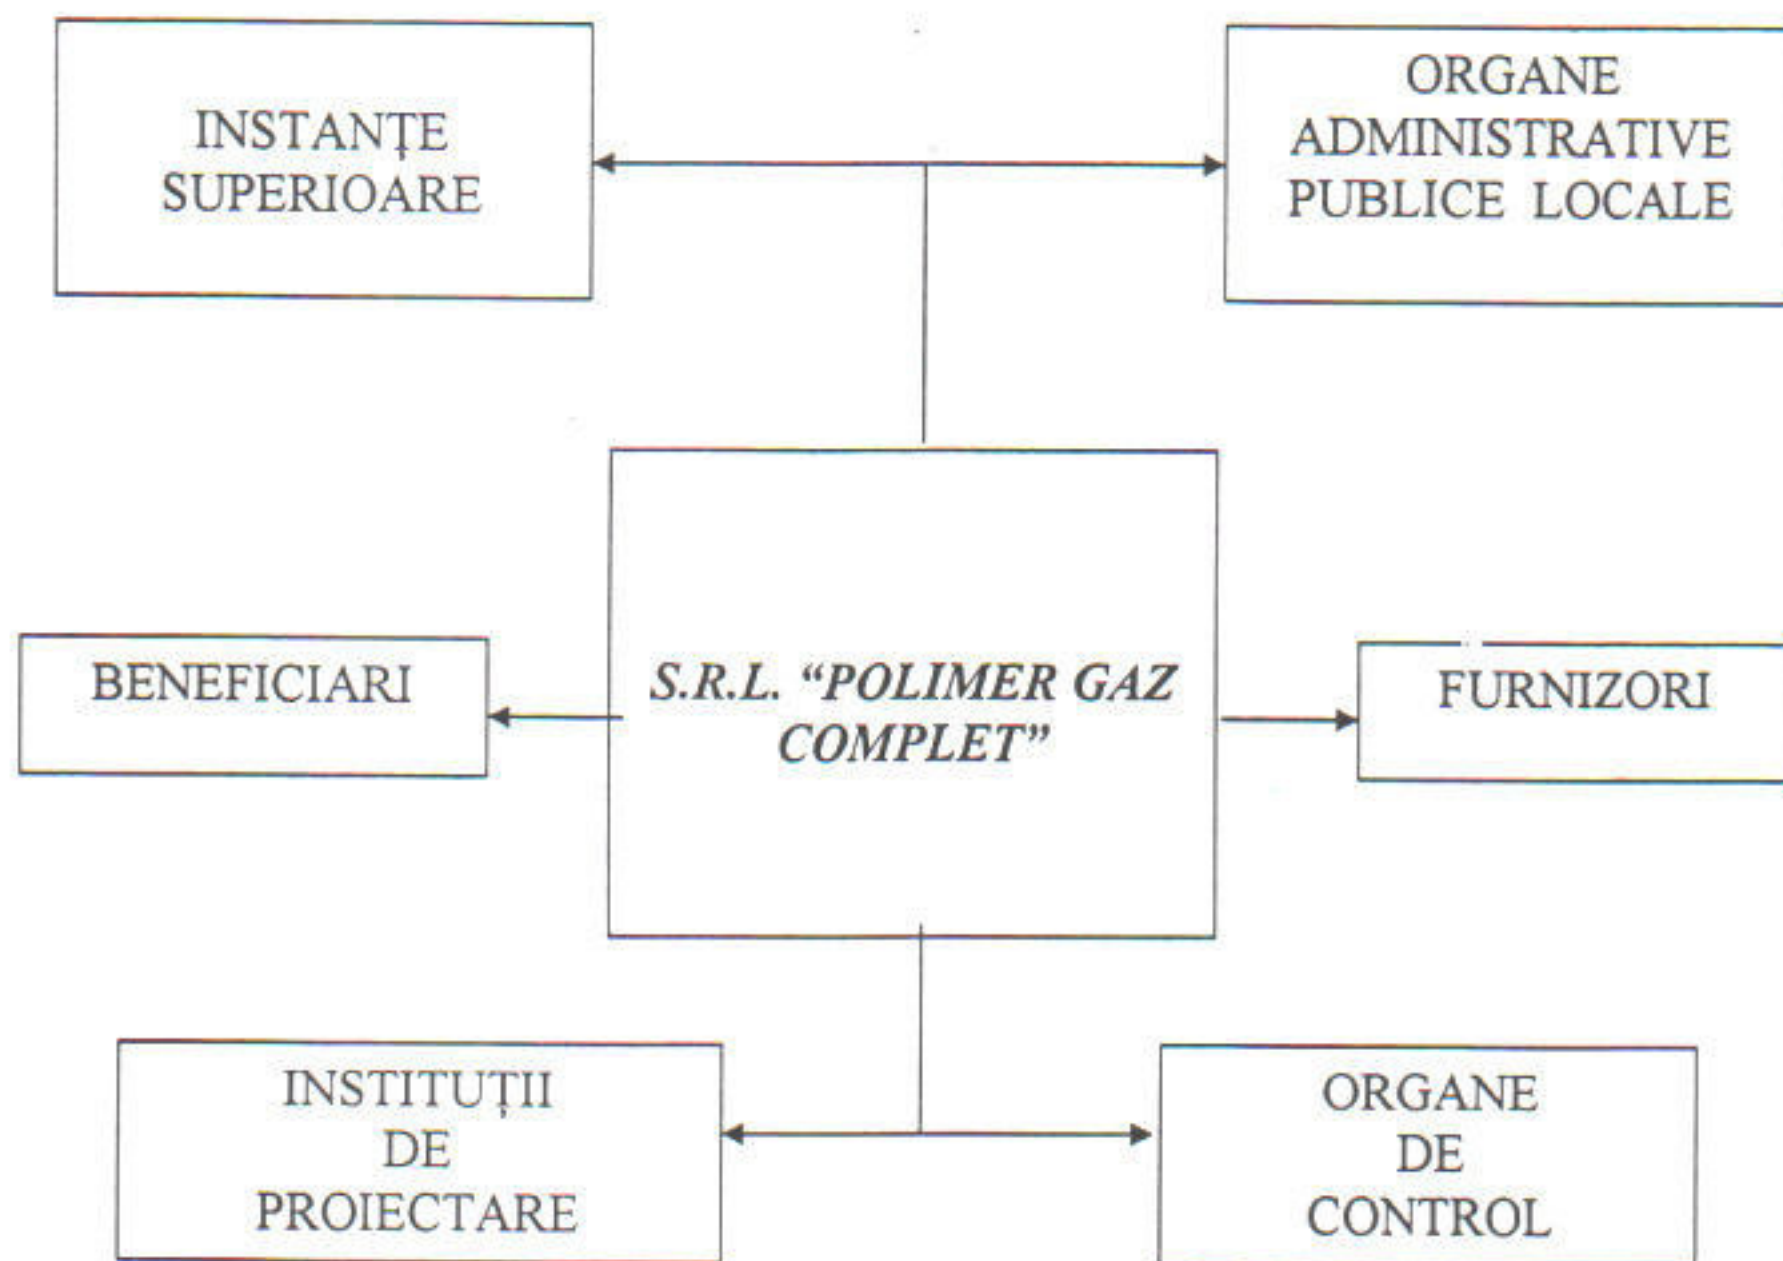 INSTANȚE
SUPERIOARE
ORGANE
ADMINISTRATIVE
PUBLICE LOCALE
BENEFICIARI
S.R.L. “POLIMER GAZ
COMPLET”
FURNIZORI
INSTITUȚII
DE
PROIECTARE
ORGANE
DE
CONTROL